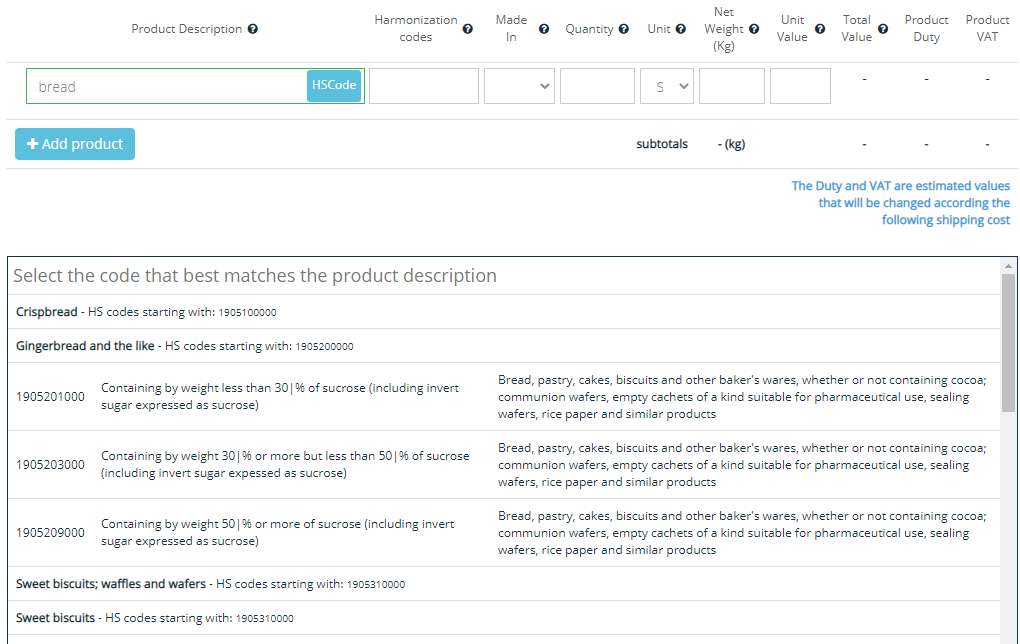 Product Description
Harmonization
codes
Made
In
Quantity
Unit
Net
Weight
(Kg)
Unit
Value
Total
Value
Product
Duty
Product
VAT
bread
HSCode
S
-
-
-
+ Add product
subtotals
- (kg)
-
-
-
The Duty and VAT are estimated values
that will be changed according the
following shipping cost
Select the code that best matches the product description
Crispbread - HS codes starting with: 1905100000
Gingerbread and the like - HS codes starting with: 1905200000
1905201000
Containing by weight less than 30|% of sucrose (including invert
sugar expressed as sucrose)
Bread, pastry, cakes, biscuits and other baker's wares, whether or not containing cocoa;
communion wafers, empty cachets of a kind suitable for pharmaceutical use, sealing
wafers, rice paper and similar products
1905203000
Containing by weight 30|% or more but less than 50|% of sucrose
(including invert sugar expessed as sucrose)
Bread, pastry, cakes, biscuits and other baker's wares, whether or not containing cocoa;
communion wafers, empty cachets of a kind suitable for pharmaceutical use, sealing
wafers, rice paper and similar products
1905209000
Containing by weight 50|% or more of sucrose (including invert
sugar expressed as sucrose)
Bread, pastry, cakes, biscuits and other baker's wares, whether or not containing cocoa;
communion wafers, empty cachets of a kind suitable for pharmaceutical use, sealing
wafers, rice paper and similar products
Sweet biscuits; waffles and wafers - HS codes starting with: 1905310000
Sweet biscuits - HS codes starting with: 1905310000